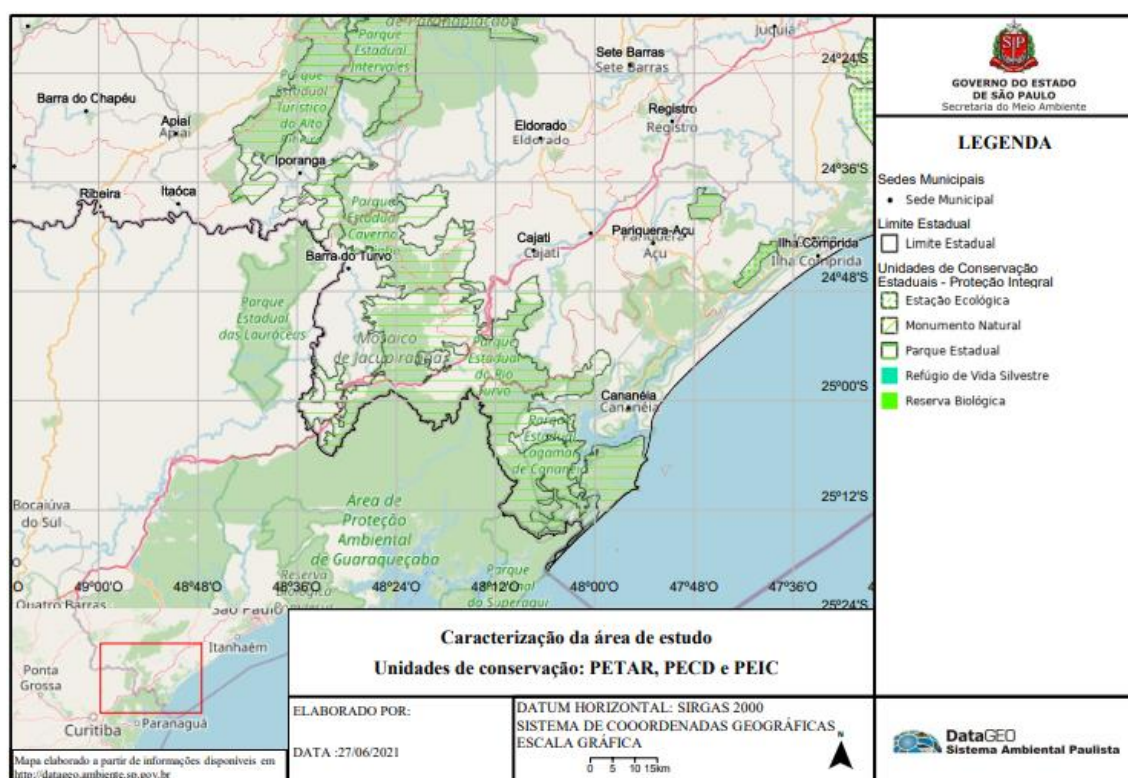 de Paranapiacaba
Parque
Estadual
Intervales
Juquiá
Sete Barras
Sete Barras
24°24'S
Parque
Estadual
Turístico
do Alto
Barra do Chapéu
Apiaí
Apiaí
Eldorado
Eldorado
Registro
Registro
Iporanga
24°36'S
Ribeira
Itaóca
Parque
Estadual
Caverna
Cajati
Cajati
Pariquera-Açu
Pariquera
Açu
Ilha Comprida
Ilha Comprida
Barra do Turvo
24°48'S
Parque
Estadual
das Lauráceas
Mosaico
de Jacupiranga
Parque
Estadual
do Rio
Turvo
25°00'S
Cananéia
Cananéia
Parque
Estadual
Lagamar
de Cananéia
25°12'S
Bocaiúva
do Sul
Área de
Proteção
Ambiental
de Guaraqueçaba
Reserva
Biológica
Parque
do Superagui
O
49°00'O
48°48'O
48°36'O
48°24'O
48°12'O
48°00'O
47°48'O
47°36'O
25°24'S
Quatro Barras
São Paulo
Itanhaém
Ponta
Grossa
Curitiba
Paranaguá
Mapa elaborado a partir de informações disponíveis em
http://datageo.ambiente.sp.gov.br
Caracterização da área de estudo
Unidades de conservação: PETAR, PECD e PEIC
ELABORADO POR:
DATA :27/06/2021
DATUM HORIZONTAL: SIRGAS 2000
SISTEMA DE COOORDENADAS GEOGRÁFICAS
ESCALA GRÁFICA
0 5 10 15km
N
SP
GOVERNO DO ESTADO
DE SÃO PAULO
Secretaria do Meio Ambiente
LEGENDA
Sedes Municipais
Sede Municipal
Limite Estadual
Limite Estadual
Unidades de Conservação
Estaduais - Proteção Integral
Estação Ecológica
Monumento Natural
Parque Estadual
Refúgio de Vida Silvestre
Reserva Biológica
DataGEO
Sistema Ambiental Paulista